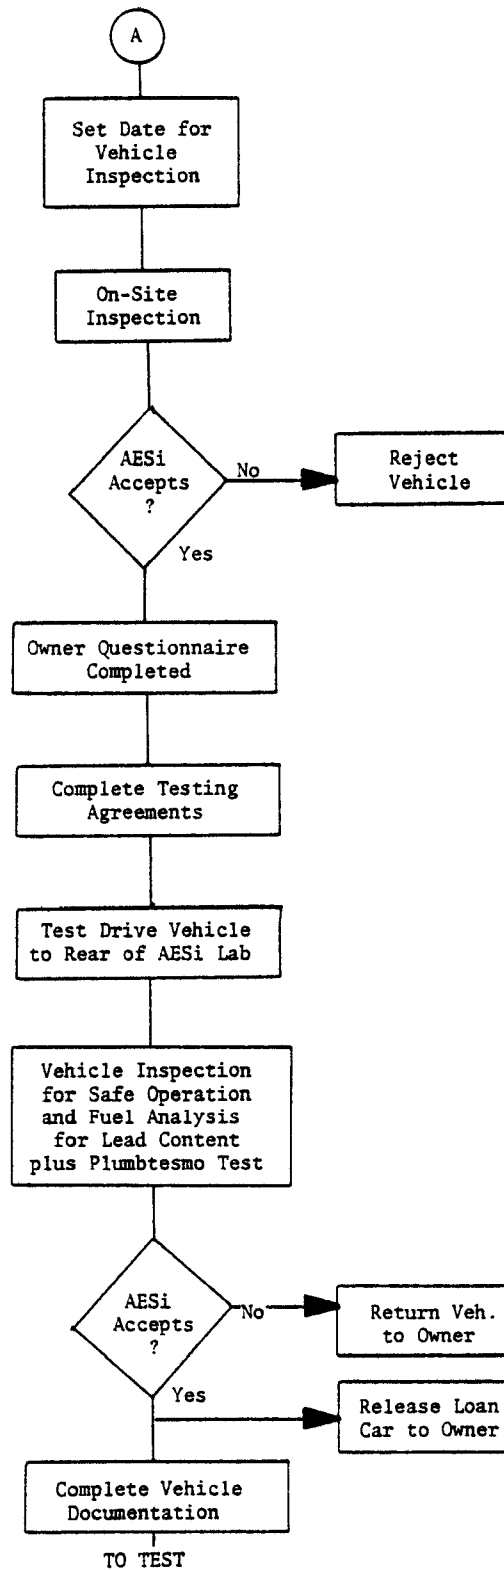 A
Set Date for
Vehicle
Inspection
On-Site
Inspection
AESi
Accepts
?
No
Reject
Vehicle
Yes
Owner Questionnaire
Completed
Complete Testing
Agreements
Test Drive Vehicle
to Rear of AESi Lab
Vehicle Inspection
for Safe Operation
and Fuel Analysis
for Lead Content
plus Plumbtesmo Test
AESi
Accepts
?
No
Return Veh.
to Owner
Yes
Release Loan
Car to Owner
Complete Vehicle
Documentation
TO TEST